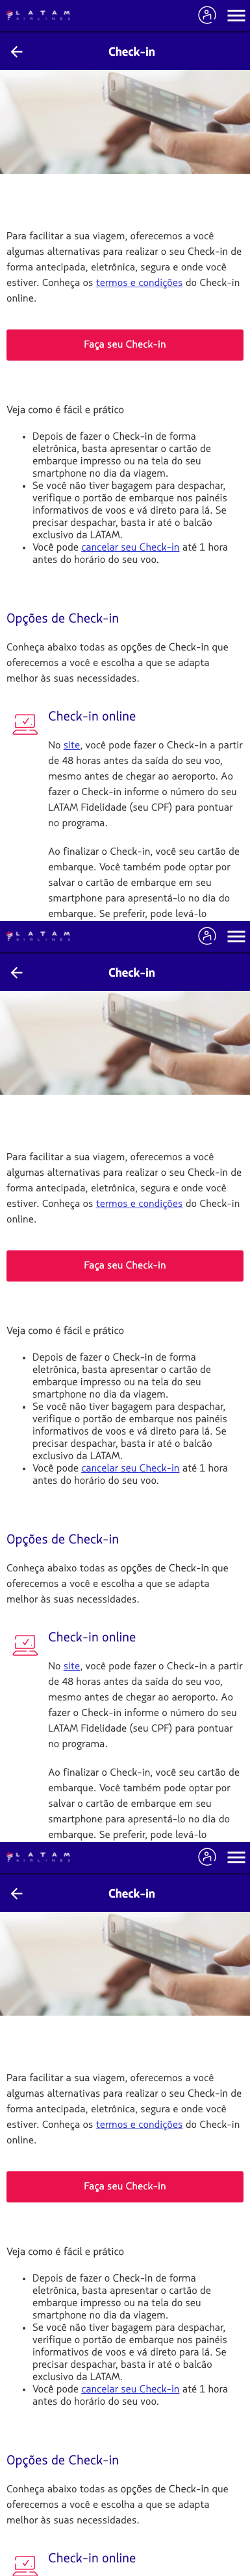 LATAM
AIRLINES
Check-in
Para facilitar a sua viagem, oferecemos a você
algumas alternativas para realizar o seu Check-in de
forma antecipada, eletrônica, segura e onde você
estiver. Conheça os termos e condições do Check-in
online.
Faça seu Check-in
Veja como é fácil e prático
• Depois de fazer o Check-in de forma
eletrônica, basta apresentar o cartão de
embarque impresso ou na tela do seu
smartphone no dia da viagem.
• Se você não tiver bagagem para despachar,
verifique o portão de embarque nos painéis
informativos de voos e vá direto para lá. Se
precisar despachar, basta ir até o balcão
exclusivo da LATAM.
• Você pode cancelar seu Check-in até 1 hora
antes do horário do seu voo.
Opções de Check-in
Conheça abaixo todas as opções de Check-in que
oferecemos a você e escolha a que se adapta
melhor às suas necessidades.
Check-in online
No site, você pode fazer o Check-in a partir
de 48 horas antes da saída do seu voo,
mesmo antes de chegar ao aeroporto. Ao
fazer o Check-in informe o número do seu
LATAM Fidelidade (seu CPF) para pontuar
no programa.
Ao finalizar o Check-in, você seu cartão de
embarque. Você também pode optar por
salvar o cartão de embarque em seu
smartphone para apresentá-lo no dia do
embarque. Se preferir, pode levá-lo
LATAM
AIRLINES
Check-in
Para facilitar a sua viagem, oferecemos a você
algumas alternativas para realizar o seu Check-in de
forma antecipada, eletrônica, segura e onde você
estiver. Conheça os termos e condições do Check-in
online.
Faça seu Check-in
Veja como é fácil e prático
• Depois de fazer o Check-in de forma
eletrônica, basta apresentar o cartão de
embarque impresso ou na tela do seu
smartphone no dia da viagem.
• Se você não tiver bagagem para despachar,
verifique o portão de embarque nos painéis
informativos de voos e vá direto para lá. Se
precisar despachar, basta ir até o balcão
exclusivo da LATAM.
• Você pode cancelar seu Check-in até 1 hora
antes do horário do seu voo.
Opções de Check-in
Conheça abaixo todas as opções de Check-in que
oferecemos a você e escolha a que se adapta
melhor às suas necessidades.
Check-in online
No site, você pode fazer o Check-in a partir
de 48 horas antes da saída do seu voo,
mesmo antes de chegar ao aeroporto. Ao
fazer o Check-in informe o número do seu
LATAM Fidelidade (seu CPF) para pontuar
no programa.
Ao finalizar o Check-in, você seu cartão de
embarque. Você também pode optar por
salvar o cartão de embarque em seu
smartphone para apresentá-lo no dia do
embarque. Se preferir, pode levá-lo
LATAM
AIRLINES
Check-in
Para facilitar a sua viagem, oferecemos a você
algumas alternativas para realizar o seu Check-in de
forma antecipada, eletrônica, segura e onde você
estiver. Conheça os termos e condições do Check-in
online.
Faça seu Check-in
Veja como é fácil e prático
• Depois de fazer o Check-in de forma
eletrônica, basta apresentar o cartão de
embarque impresso ou na tela do seu
smartphone no dia da viagem.
• Se você não tiver bagagem para despachar,
verifique o portão de embarque nos painéis
informativos de voos e vá direto para lá. Se
precisar despachar, basta ir até o balcão
exclusivo da LATAM.
• Você pode cancelar seu Check-in até 1 hora
antes do horário do seu voo.
Opções de Check-in
Conheça abaixo todas as opções de Check-in que
oferecemos a você e escolha a que se adapta
melhor às suas necessidades.
Check-in online